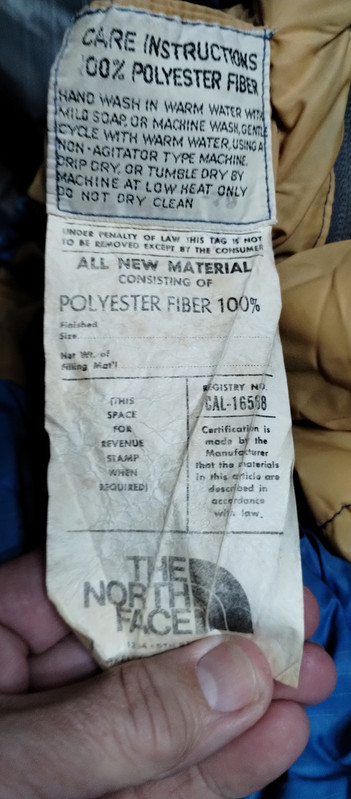 CARE INSTRUCTIONS
100% POLYESTER FIBER
HAND WASH IN WARM WATER WITH
MILD SOAP, OR MACHINE WASH, GENTLE
CYCLE WITH WARM WATER, USING A
NON-AGITATOR TYPE MACHINE.
DRIP DRY, OR TUMBLE DRY BY
MACHINE AT LOW HEAT ONLY
DO NOT DRY CLEAN
UNDER PENALTY OF LAW THIS TAG IS NOT
TO BE REMOVED EXCEPT BY THE CONSUMER
ALL NEW MATERIAL
CONSISTING OF
POLYESTER FIBER 100%
Finished
Size
Net Wt. of
Filling Mat'l
(THIS
SPACE
FOR
REVENUE
STAMP
WHEN
REQUIRED)
REGISTRY NO.
CAL-16588
Certification is
made by the
Manufacturer
that the materials
in this article are
described in
accordance
with law.
THE
NORTH
FACE